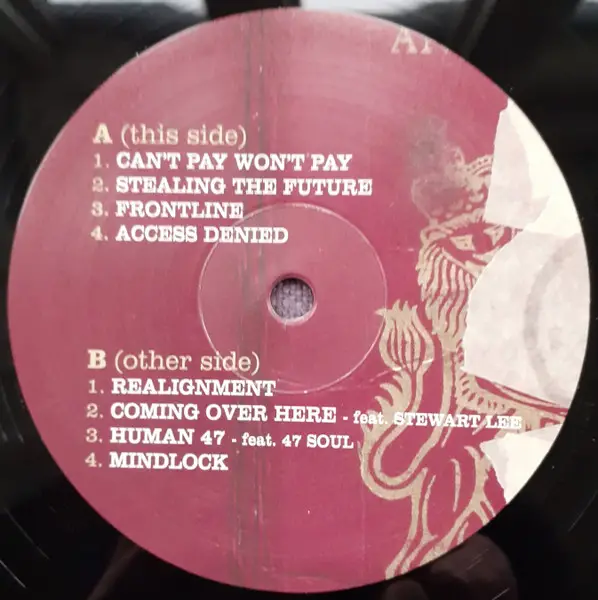 A (this side)
1. CAN'T PAY WON'T PAY
2. STEALING THE FUTURE
3. FRONTLINE
4. ACCESS DENIED
B (other side)
1. REALIGNMENT
2. COMING OVER HERE - feat. STEWART LEE
3. HUMAN 47 - feat. 47 SOUL
4. MINDLOCK